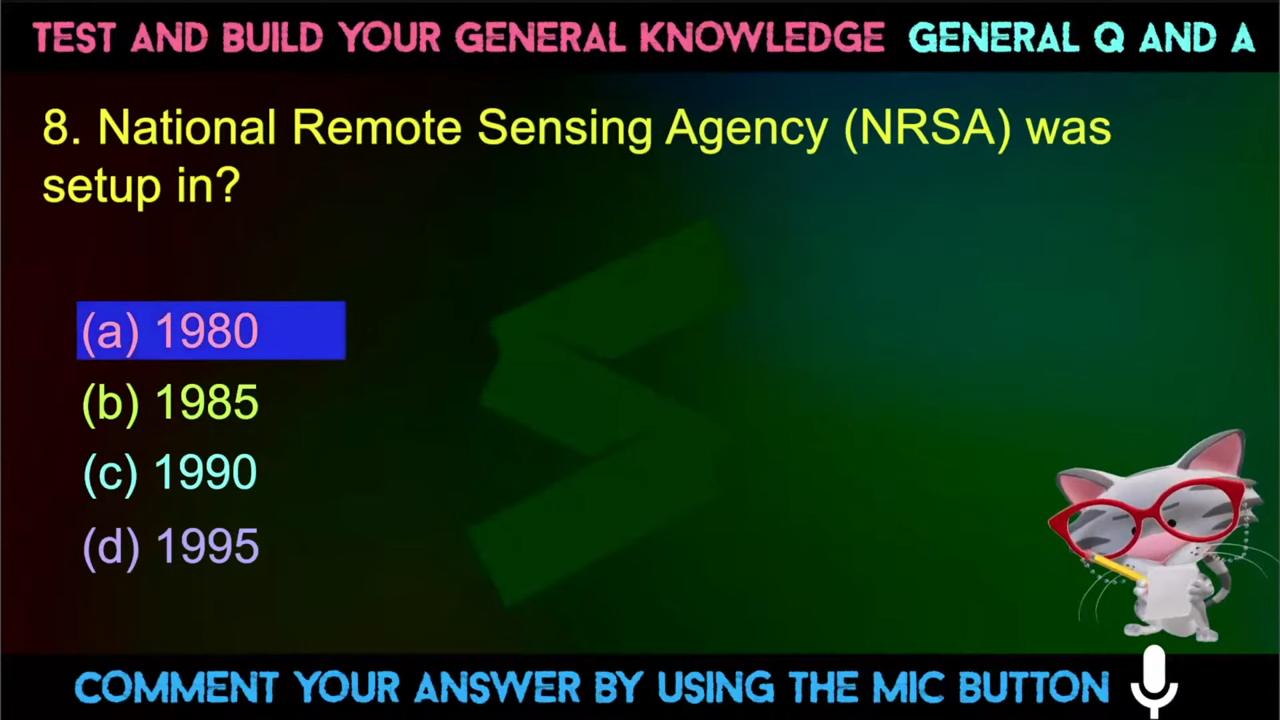 TEST AND BUILD YOUR GENERAL KNOWLEDGE GENERAL Q AND A
8. National Remote Sensing Agency (NRSA) was
setup in?
(a) 1980
(b) 1985
(c) 1990
(d) 1995
COMMENT YOUR ANSWER BY USING THE MIC BUTTON